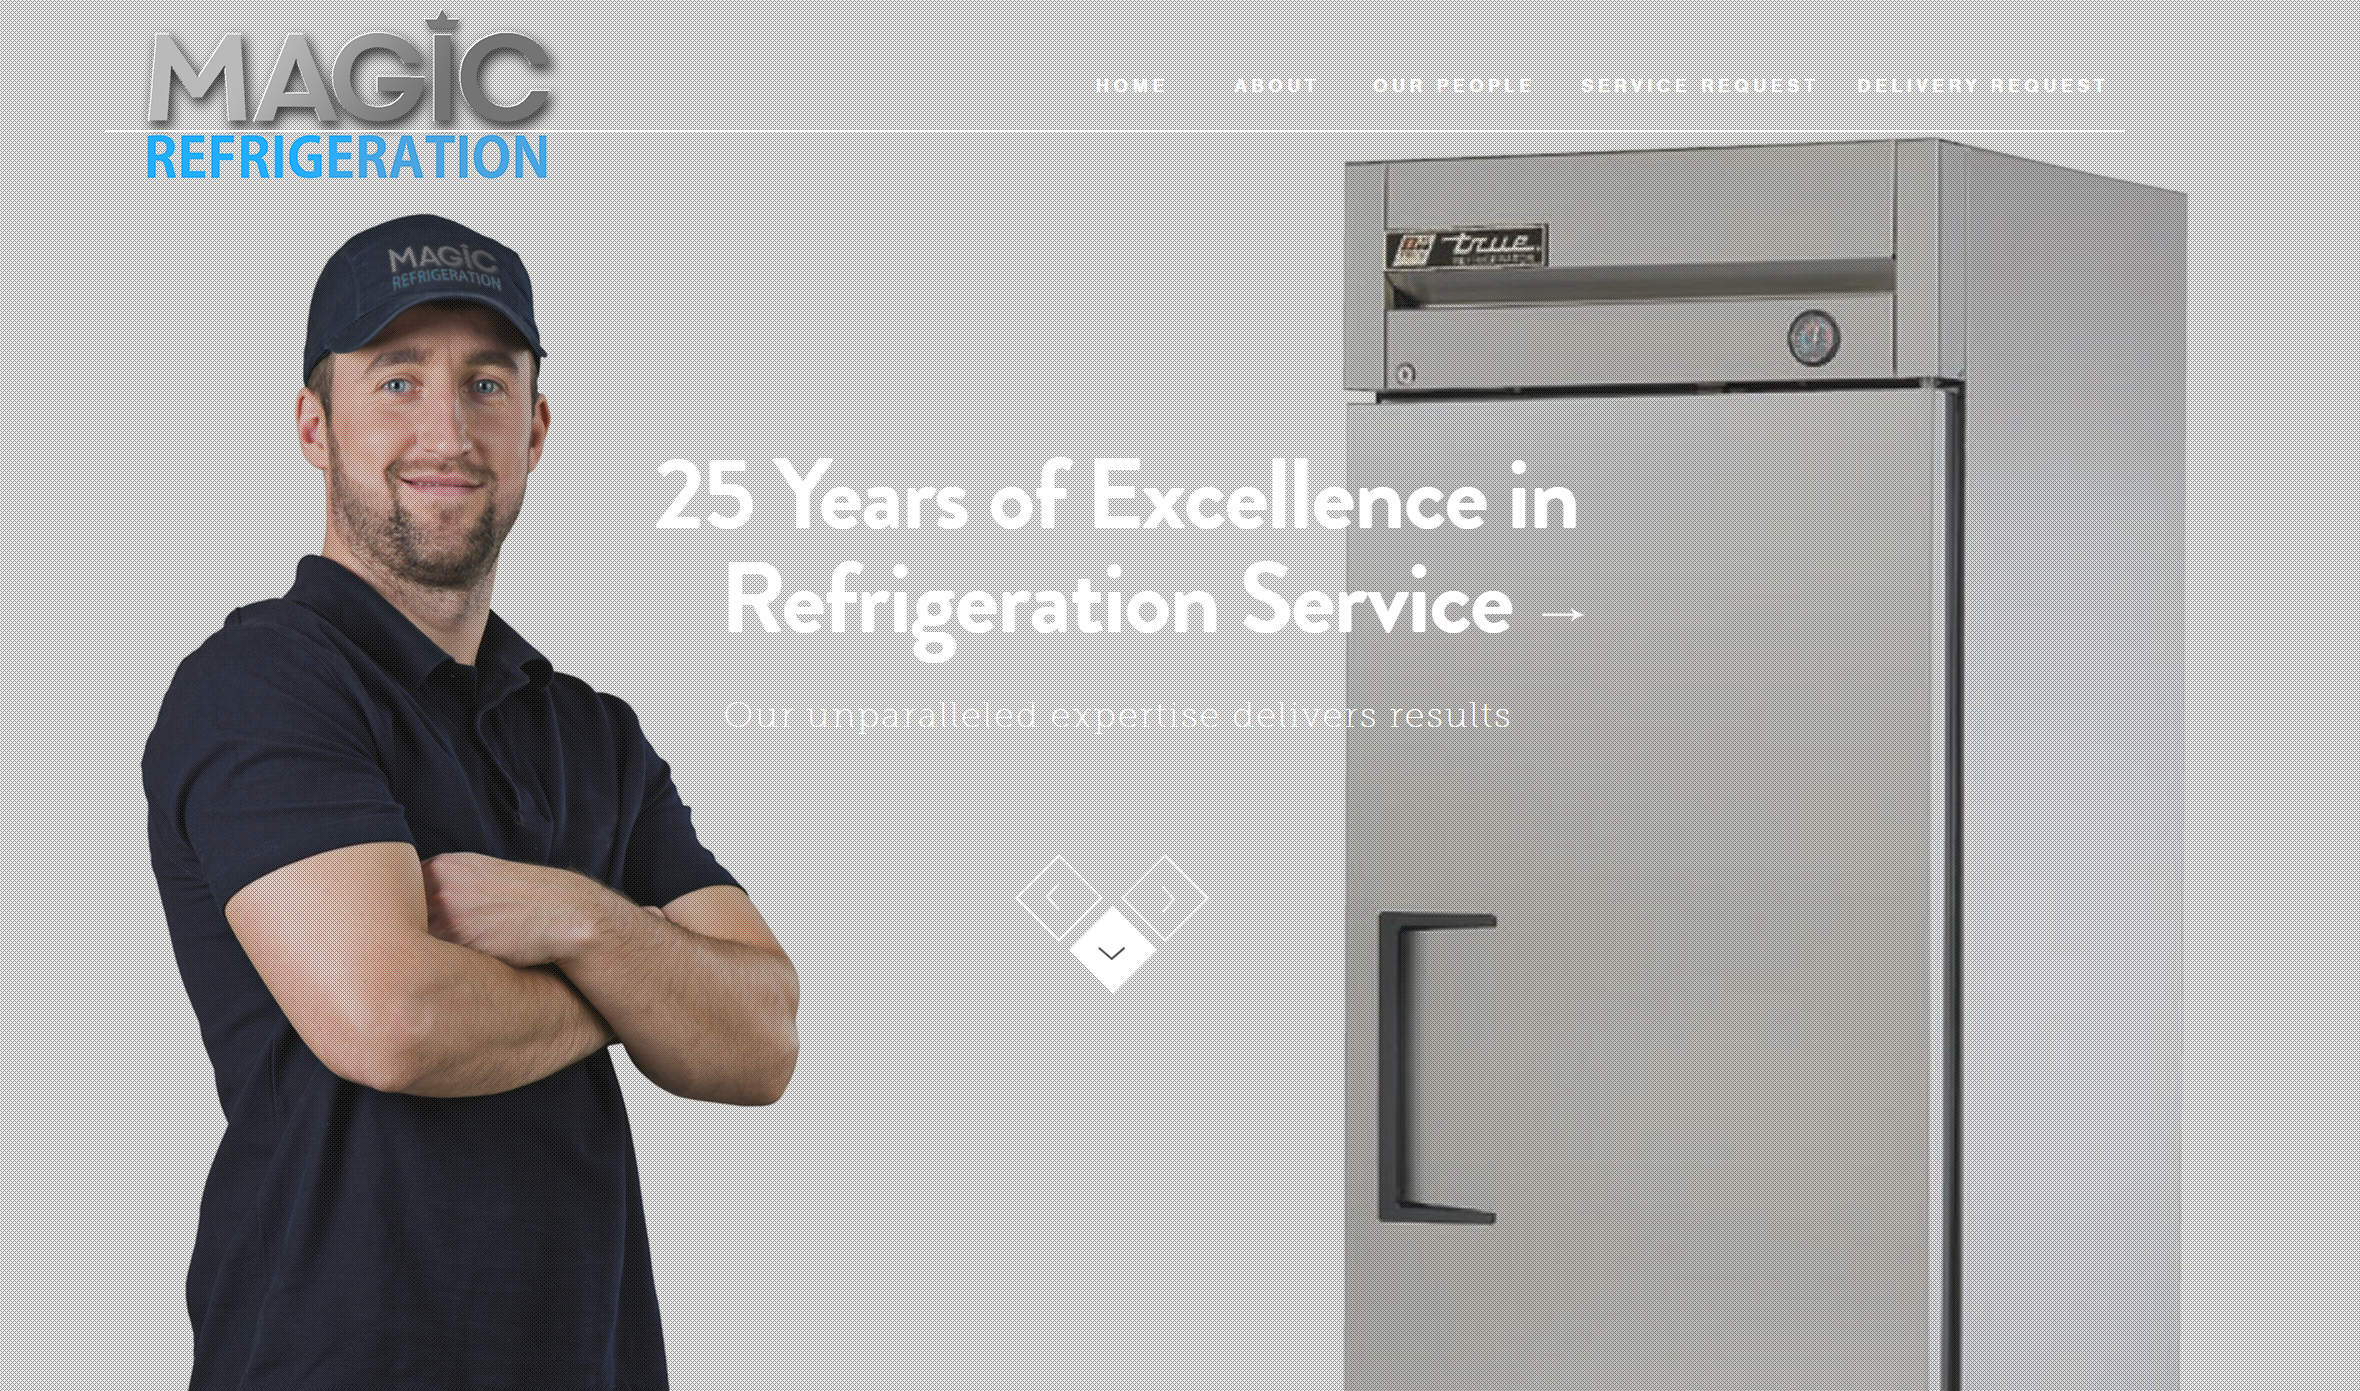 MAGIC
REFRIGERATION
HOME ABOUT OUR PEOPLE SERVICE REQUEST DELIVERY REQUEST
MAGIC
REFRIGERATION
true
25 Years of Excellence in
Refrigeration Service →
Our unparalleled expertise delivers results